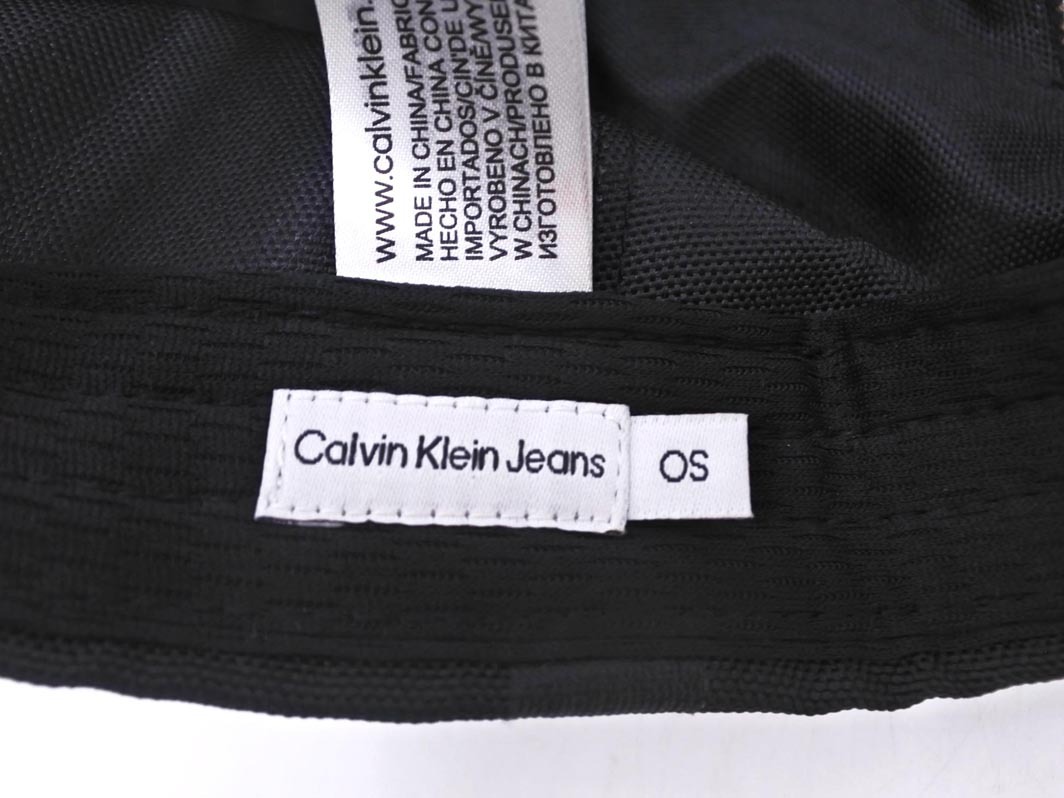 www.calvinklein.
MADE IN CHINA/FABRIC
HECHO EN CHINA CON
IMPORTADOS/CIN'DE U
VYROBENO V ČÍNĚ/WY
W CHINACH/PRODUSE
ИЗГОТОВЛЕНО В КИТА
Calvin Klein Jeans
OS